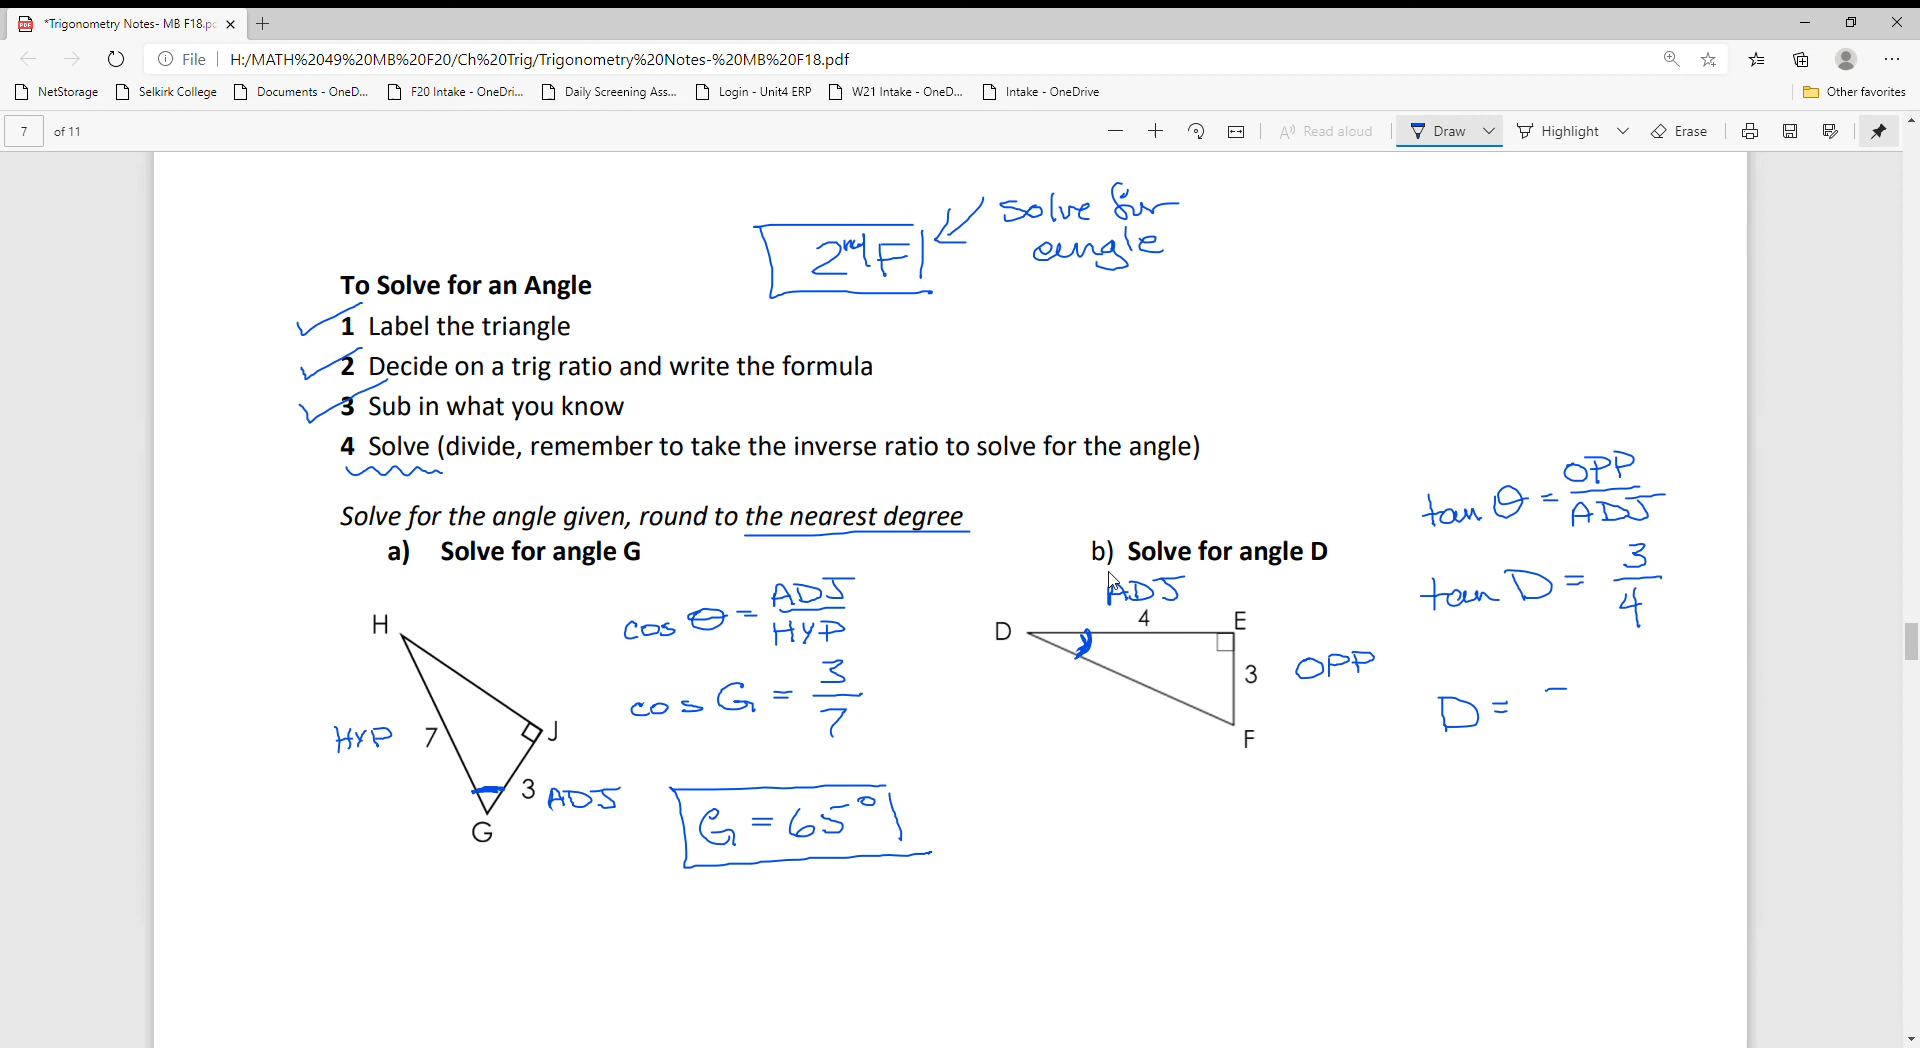 *Trigonometry Notes- MB F18.pd
File H:/MATH%2049%20MB%20F20/Ch%20Trig/Trigonometry%20Notes-%20MB%20F18.pdf
NetStorage Selkirk College Documents - OneD... F20 Intake - OneDri... Daily Screening Ass... Login - Unit4 ERP W21 Intake - OneD... Intake - OneDrive Other favorites
7 of 11 Read aloud Draw Highlight Erase
solve for
angle
2nd F
To Solve for an Angle
1 Label the triangle
2 Decide on a trig ratio and write the formula
3 Sub in what you know
4 Solve (divide, remember to take the inverse ratio to solve for the angle)
Solve for the angle given, round to the nearest degree
a) Solve for angle G
H
HYP 7
J
3 ADJ
G
cos θ = ADJ/HYP
cos G = 3/7
G = 65°
b) Solve for angle D
ADJ
4
D E
3 OPP
F
tan θ = OPP/ADJ
tan D = 3/4
D =